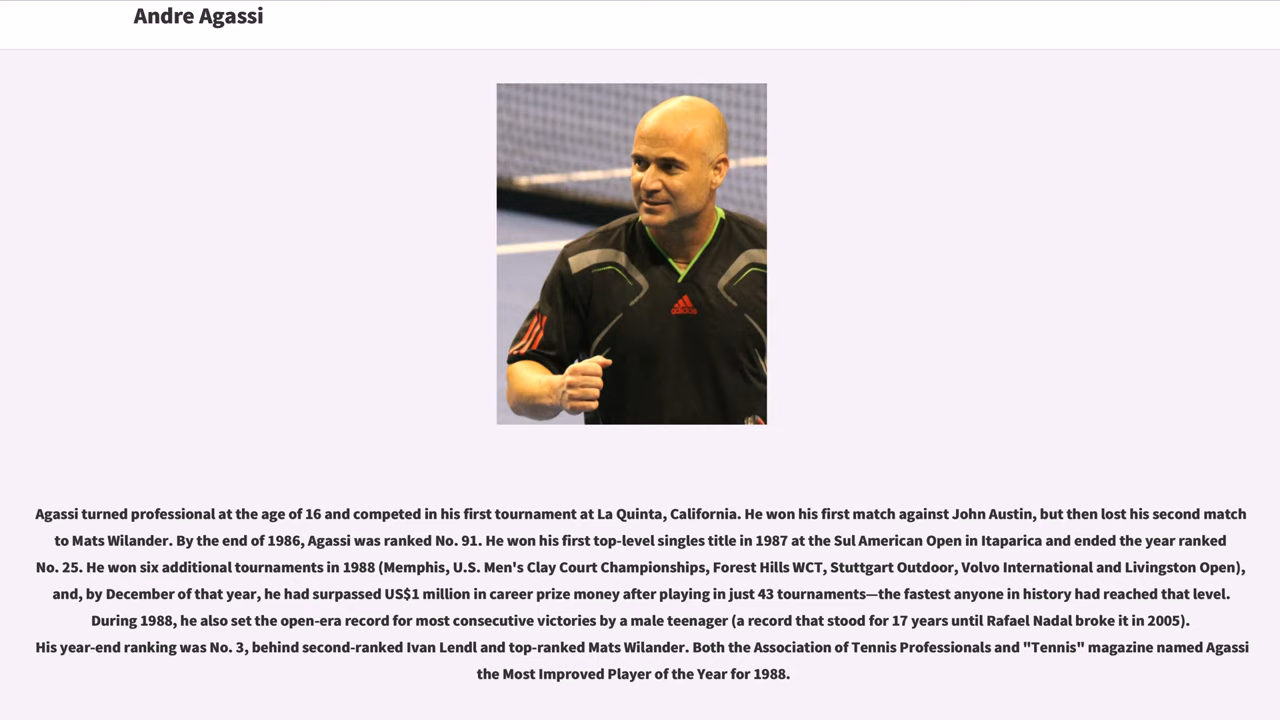 Andre Agassi
adidas
Agassi turned professional at the age of 16 and competed in his first tournament at La Quinta, California. He won his first match against John Austin, but then lost his second match
to Mats Wilander. By the end of 1986, Agassi was ranked No. 91. He won his first top-level singles title in 1987 at the Sul American Open in Itaparica and ended the year ranked
No. 25. He won six additional tournaments in 1988 (Memphis, U.S. Men's Clay Court Championships, Forest Hills WCT, Stuttgart Outdoor, Volvo International and Livingston Open),
and, by December of that year, he had surpassed US$1 million in career prize money after playing in just 43 tournaments—the fastest anyone in history had reached that level.
During 1988, he also set the open-era record for most consecutive victories by a male teenager (a record that stood for 17 years until Rafael Nadal broke it in 2005).
His year-end ranking was No. 3, behind second-ranked Ivan Lendl and top-ranked Mats Wilander. Both the Association of Tennis Professionals and "Tennis" magazine named Agassi
the Most Improved Player of the Year for 1988.